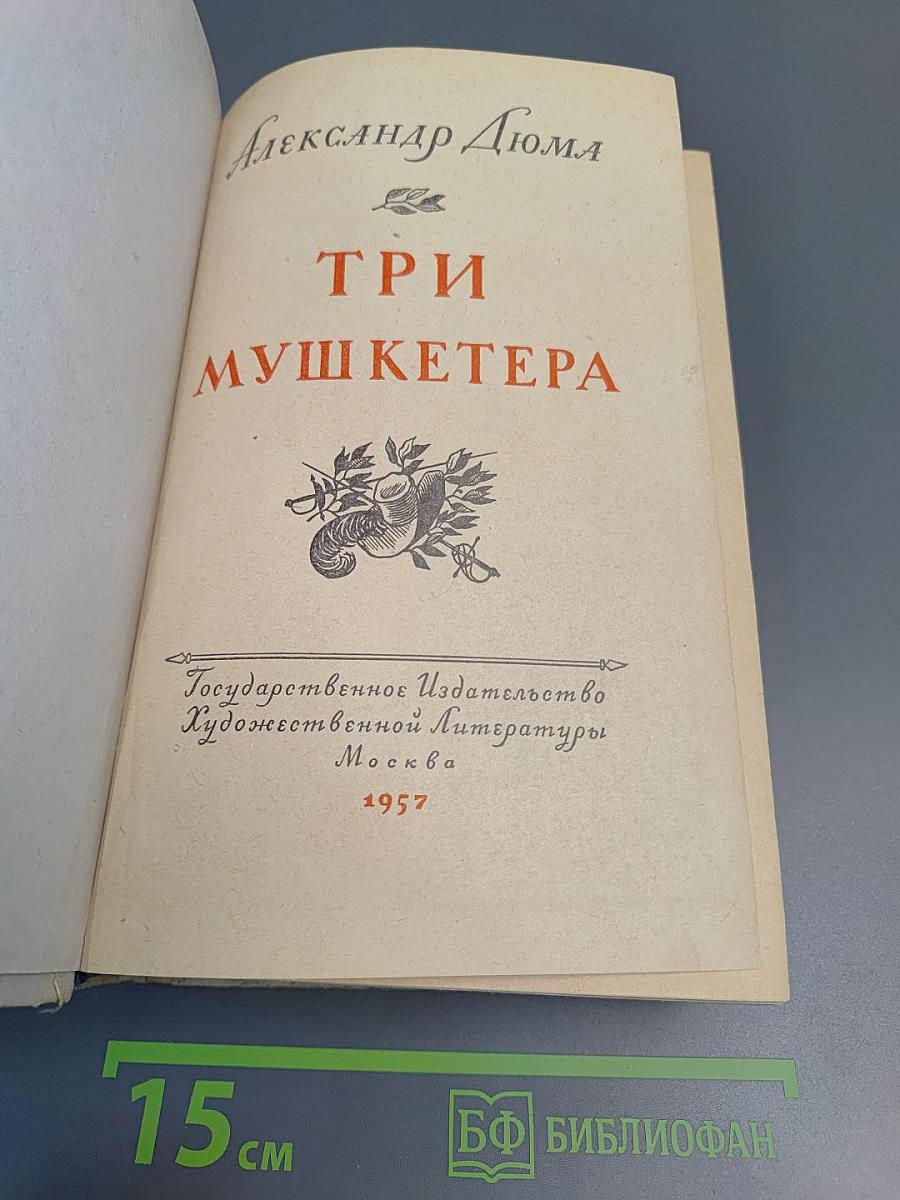 Александр Дюма
ТРИ
МУШКЕТЕРА
Государственное Издательство
Художественной Литературы
Москва
1957
15 см
БФ БИБЛИОФАН